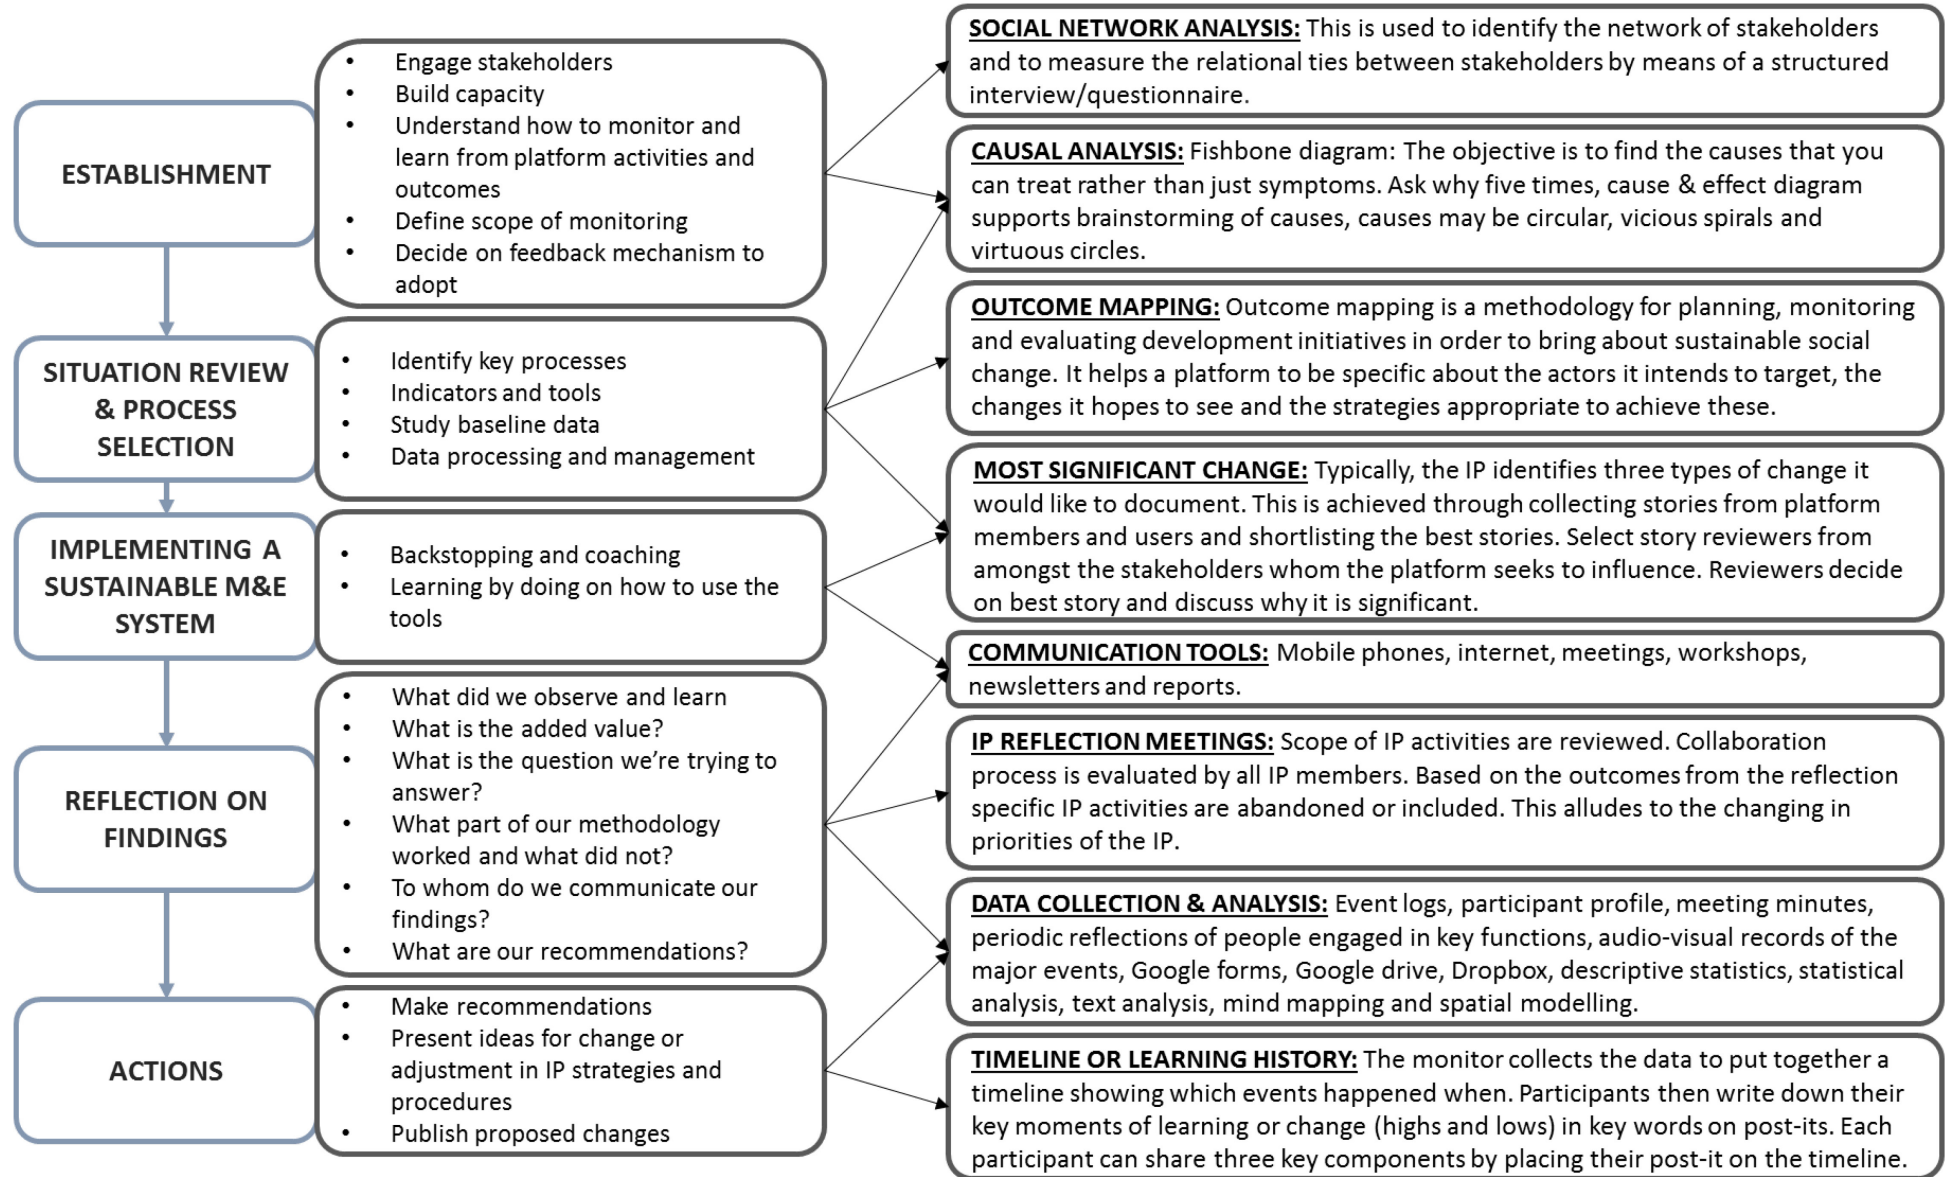 ESTABLISHMENT
• Engage stakeholders
• Build capacity
• Understand how to monitor and
learn from platform activities and
outcomes
• Define scope of monitoring
• Decide on feedback mechanism to
adopt
SITUATION REVIEW
& PROCESS
SELECTION
• Identify key processes
• Indicators and tools
• Study baseline data
• Data processing and management
IMPLEMENTING A
SUSTAINABLE M&E
SYSTEM
• Backstopping and coaching
• Learning by doing on how to use the
tools
REFLECTION ON
FINDINGS
• What did we observe and learn
• What is the added value?
• What is the question we’re trying to
answer?
• What part of our methodology
worked and what did not?
• To whom do we communicate our
findings?
• What are our recommendations?
ACTIONS
• Make recommendations
• Present ideas for change or
adjustment in IP strategies and
procedures
• Publish proposed changes
SOCIAL NETWORK ANALYSIS: This is used to identify the network of stakeholders
and to measure the relational ties between stakeholders by means of a structured
interview/questionnaire.
CAUSAL ANALYSIS: Fishbone diagram: The objective is to find the causes that you
can treat rather than just symptoms. Ask why five times, cause & effect diagram
supports brainstorming of causes, causes may be circular, vicious spirals and
virtuous circles.
OUTCOME MAPPING: Outcome mapping is a methodology for planning, monitoring
and evaluating development initiatives in order to bring about sustainable social
change. It helps a platform to be specific about the actors it intends to target, the
changes it hopes to see and the strategies appropriate to achieve these.
MOST SIGNIFICANT CHANGE: Typically, the IP identifies three types of change it
would like to document. This is achieved through collecting stories from platform
members and users and shortlisting the best stories. Select story reviewers from
amongst the stakeholders whom the platform seeks to influence. Reviewers decide
on best story and discuss why it is significant.
COMMUNICATION TOOLS: Mobile phones, internet, meetings, workshops,
newsletters and reports.
IP REFLECTION MEETINGS: Scope of IP activities are reviewed. Collaboration
process is evaluated by all IP members. Based on the outcomes from the reflection
specific IP activities are abandoned or included. This alludes to the changing in
priorities of the IP.
DATA COLLECTION & ANALYSIS: Event logs, participant profile, meeting minutes,
periodic reflections of people engaged in key functions, audio-visual records of the
major events, Google forms, Google drive, Dropbox, descriptive statistics, statistical
analysis, text analysis, mind mapping and spatial modelling.
TIMELINE OR LEARNING HISTORY: The monitor collects the data to put together a
timeline showing which events happened when. Participants then write down their
key moments of learning or change (highs and lows) in key words on post-its. Each
participant can share three key components by placing their post-it on the timeline.